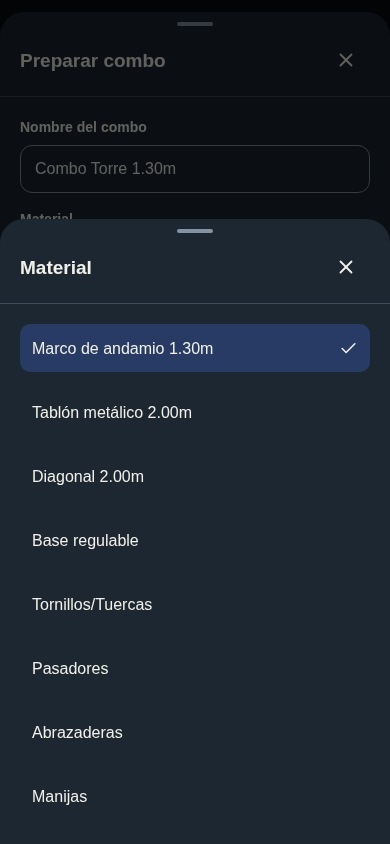 Preparar combo
Nombre del combo
Combo Torre 1.30m
Material
Material
Marco de andamio 1.30m
Tablón metálico 2.00m
Diagonal 2.00m
Base regulable
Tornillos/Tuercas
Pasadores
Abrazaderas
Manijas